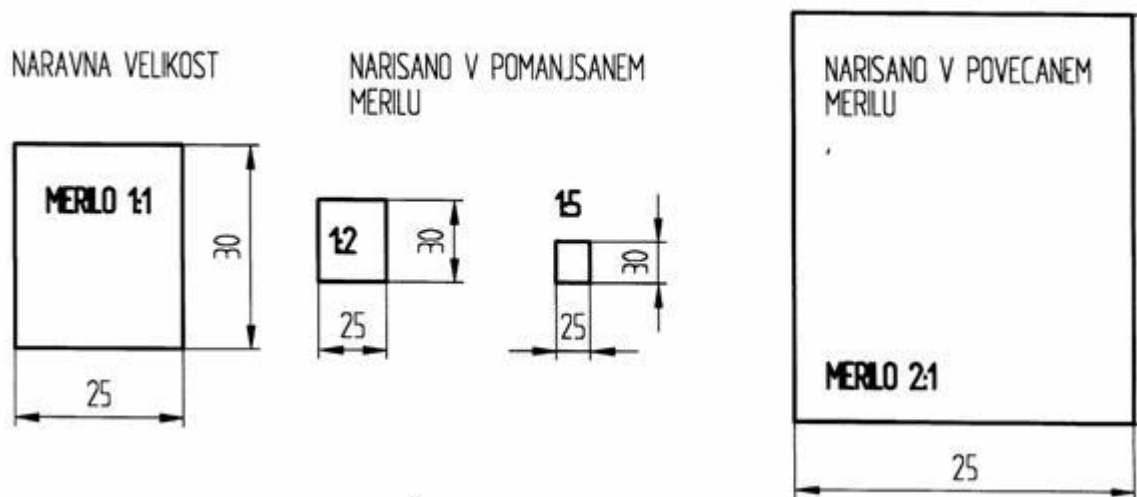 NARAVNA VELIKOST
NARISANO V POMANJSANEM
MERILU
NARISANO V POVECANEM
MERILU
MERILO 1:1
30
25
1:2
30
25
1:5
30
25
MERILO 2:1
25